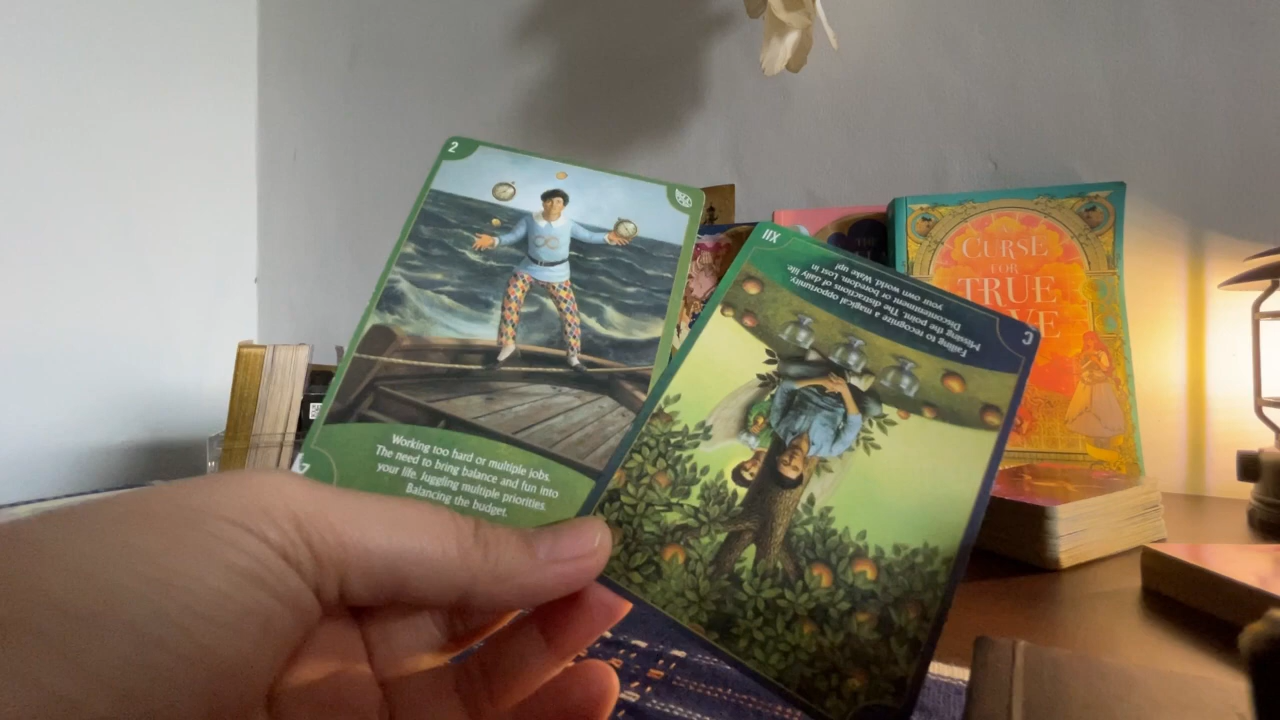 2
Working too hard or multiple jobs.
The need to bring balance and fun into
your life. Juggling multiple priorities.
Balancing the budget.
XII
Failing to recognize a magical opportunity.
Missing the point. The distractions of daily life.
Discontentment or boredom. Lost in
your own world. Wake up!
CURSE
FOR
TRUE
THE